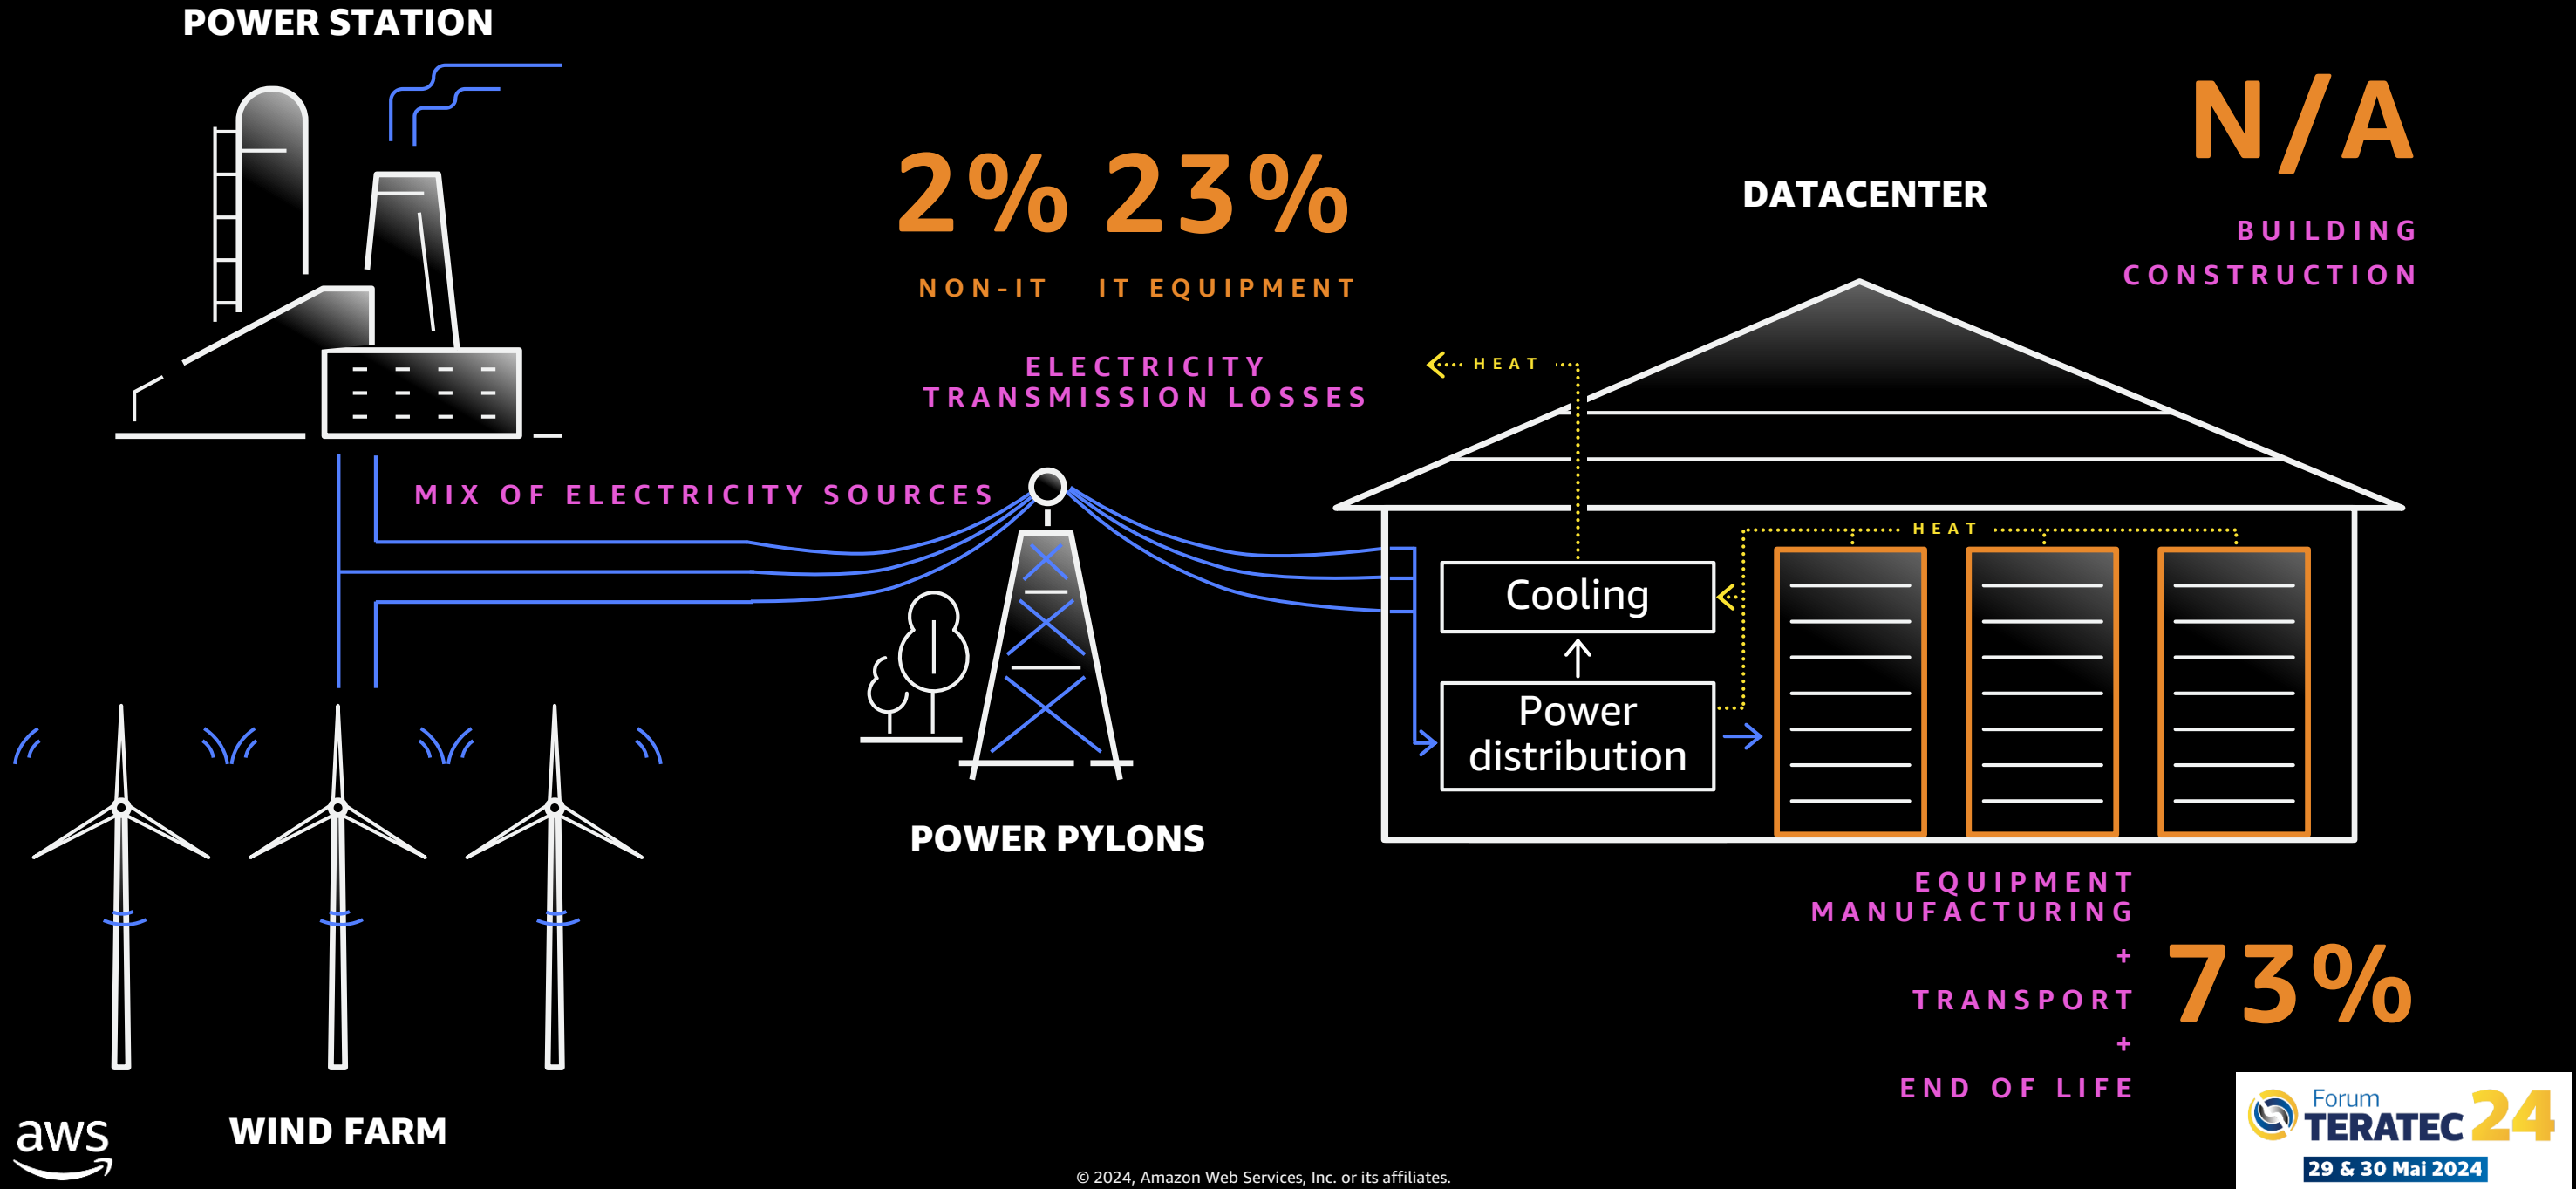 POWER STATION
N/A
BUILDING
CONSTRUCTION
2% 23%
NON-IT IT EQUIPMENT
ELECTRICITY
TRANSMISSION LOSSES
DATACENTER
HEAT
MIX OF ELECTRICITY SOURCES
HEAT
Cooling
Power
distribution
POWER PYLONS
EQUIPMENT
MANUFACTURING
+
TRANSPORT
+
END OF LIFE
73%
WIND FARM
aws
© 2024, Amazon Web Services, Inc. or its affiliates.
Forum
TERATEC 24
29 & 30 Mai 2024